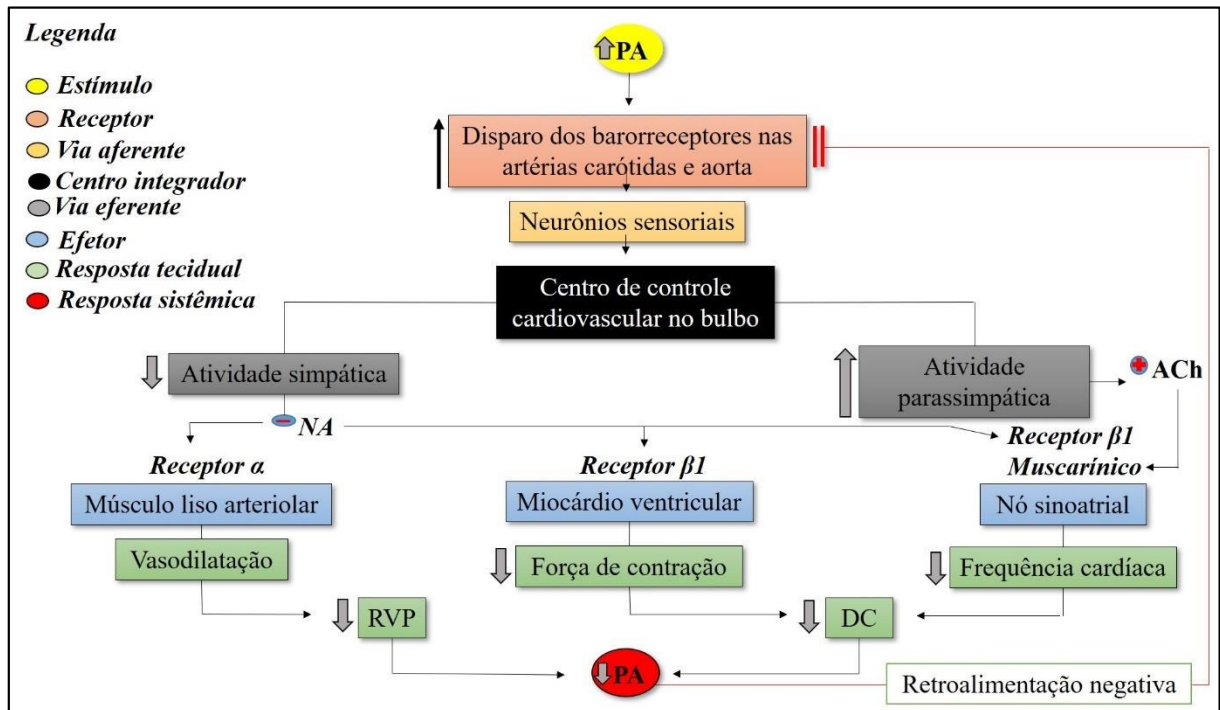 Legenda
Estímulo
Receptor
Via aferente
Centro integrador
Via eferente
Efetor
Resposta tecidual
Resposta sistêmica
PA
Disparo dos barorreceptores nas
artérias carótidas e aorta
Neurônios sensoriais
Centro de controle
cardiovascular no bulbo
Atividade simpática
Atividade
parassimpática
ACh
NA
Receptor α
Receptor β1
Receptor β1
Muscarínico
Músculo liso arteriolar
Miocárdio ventricular
Nó sinoatrial
Vasodilatação
Força de contração
Frequência cardíaca
RVP
DC
PA
Retroalimentação negativa